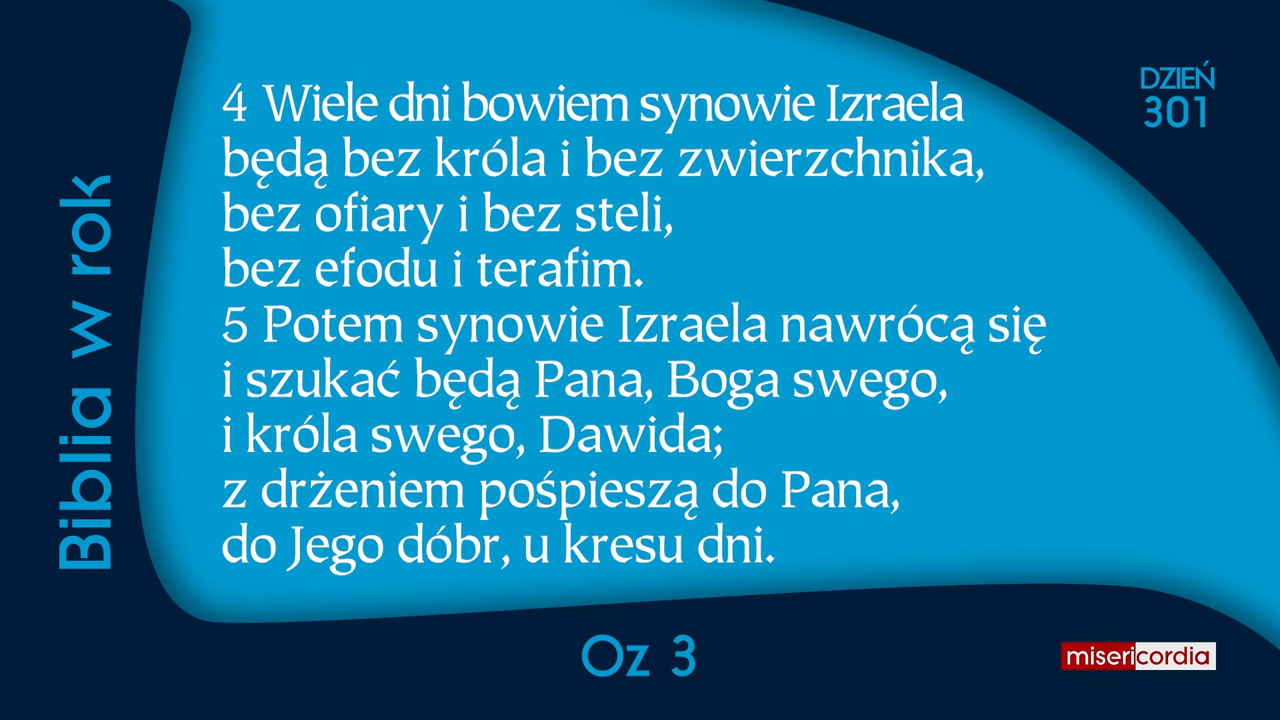 DZIEŃ
301
4 Wiele dni bowiem synowie Izraela
będą bez króla i bez zwierzchnika,
bez ofiary i bez steli,
bez efodu i terafim.
5 Potem synowie Izraela nawrócą się
i szukać będą Pana, Boga swego,
i króla swego, Dawida;
z drżeniem pośpieszą do Pana,
do Jego dóbr, u kresu dni.
Biblia w rok
Oz 3
misericordia